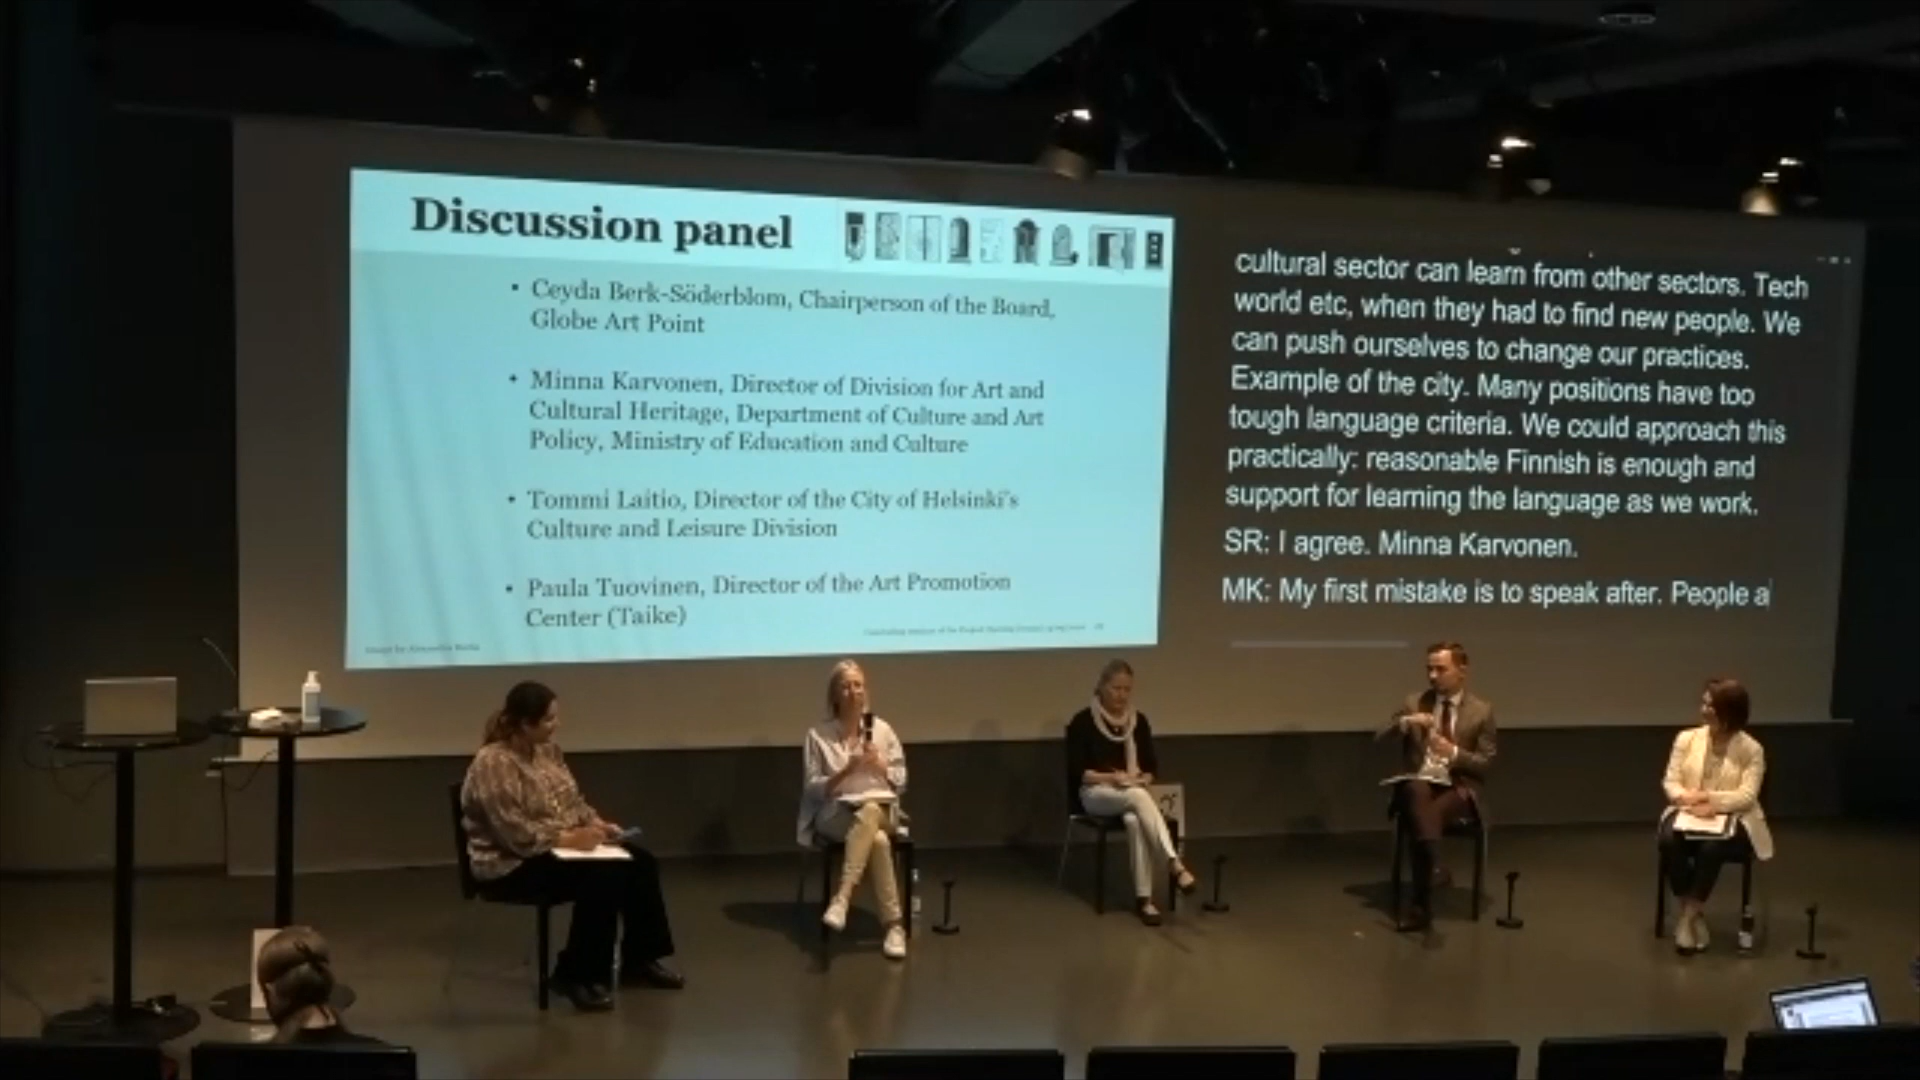 Discussion panel
• Ceyda Berk-Söderblom, Chairperson of the Board,
Globe Art Point
• Minna Karvonen, Director of Division for Art and
Cultural Heritage, Department of Culture and Art
Policy, Ministry of Education and Culture
• Tommi Laitio, Director of the City of Helsinki's
Culture and Leisure Division
• Paula Tuovinen, Director of the Art Promotion
Center (Taike)
cultural sector can learn from other sectors. Tech
world etc, when they had to find new people. We
can push ourselves to change our practices.
Example of the city. Many positions have too
tough language criteria. We could approach this
practically: reasonable Finnish is enough and
support for learning the language as we work.
SR: I agree. Minna Karvonen.
MK: My first mistake is to speak after. People a